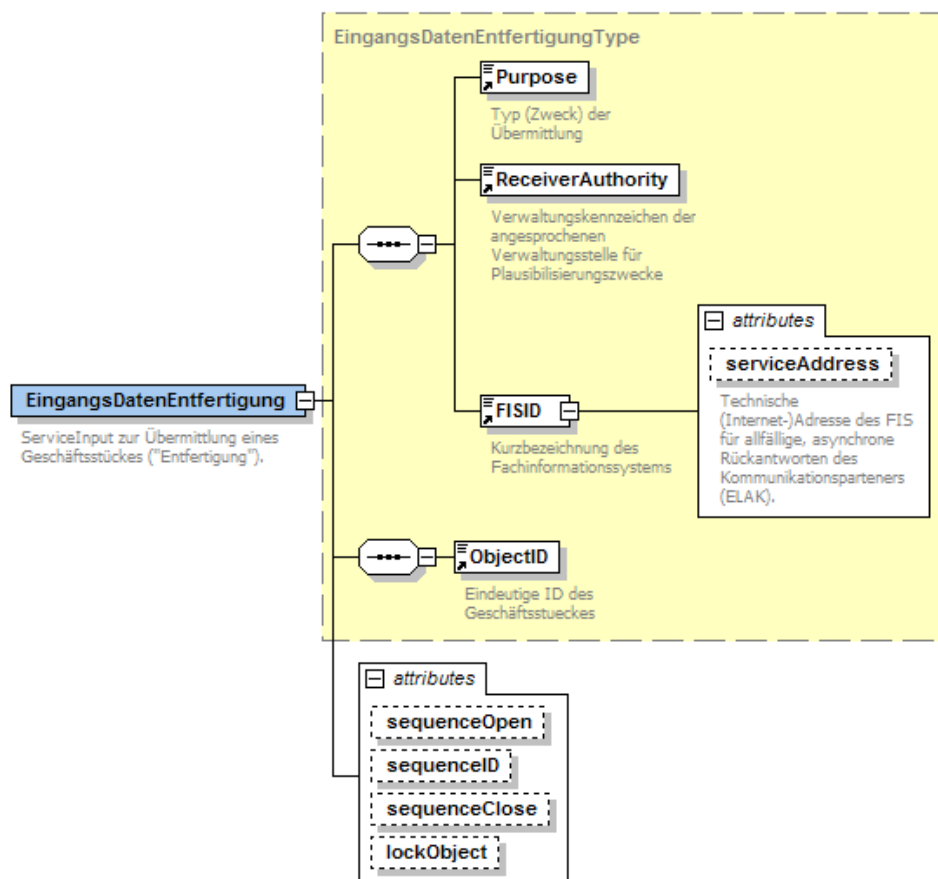 EingangsDatenEntfertigungType
Purpose
Typ (Zweck) der
Übermittlung
ReceiverAuthority
Verwaltungskennzeichen der
angesprochenen
Verwaltungsstelle für
Plausibilisierungszwecke
attributes
serviceAddress
Technische
(Internet-)Adresse des FIS
für allfällige, asynchrone
Rückantworten des
Kommunikationsparteners
(ELAK).
FISID
Kurzbezeichnung des
Fachinformationssystems
EingangsDatenEntfertigung
ServiceInput zur Übermittlung eines
Geschäftsstückes ("Entfertigung").
ObjectID
Eindeutige ID des
Geschäftsstueckes
attributes
sequenceOpen
sequenceID
sequenceClose
lockObject